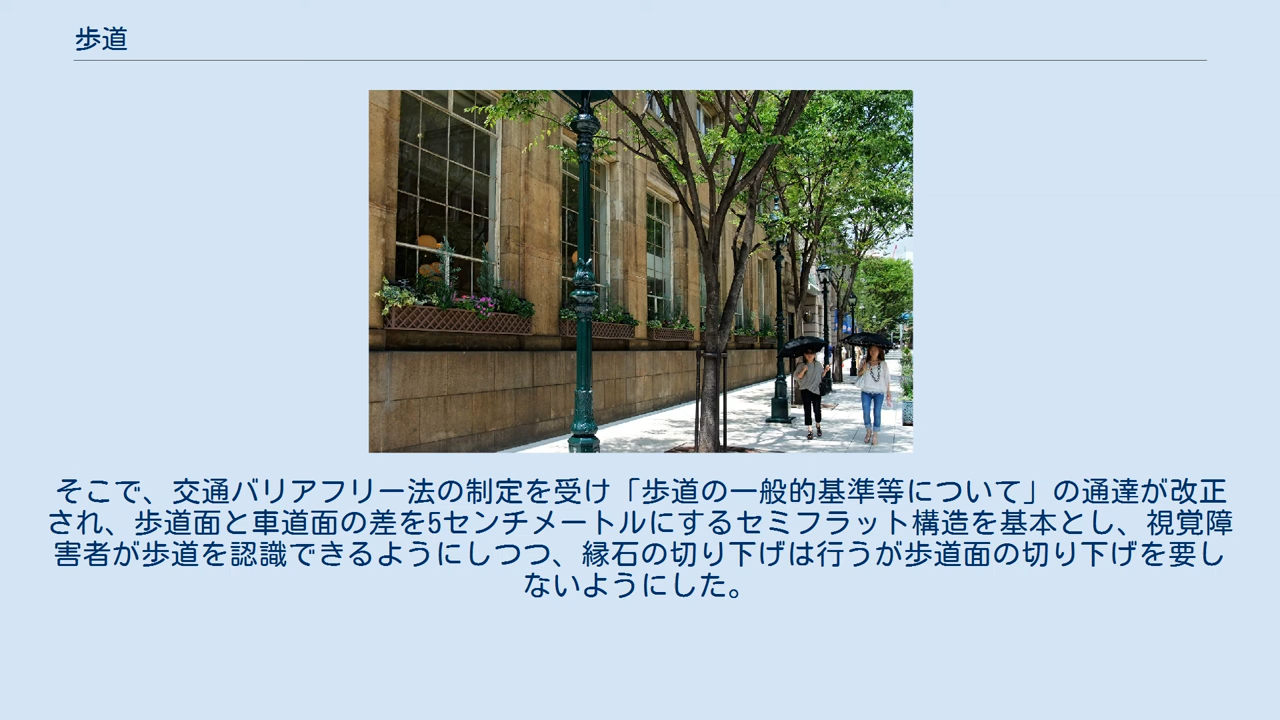 歩道
そこで、交通バリアフリー法の制定を受け「歩道の一般的基準等について」の通達が改正
され、歩道面と車道面の差を5センチメートルにするセミフラット構造を基本とし、視覚障
害者が歩道を認識できるようにしつつ、縁石の切り下げは行うが歩道面の切り下げを要し
ないようにした。